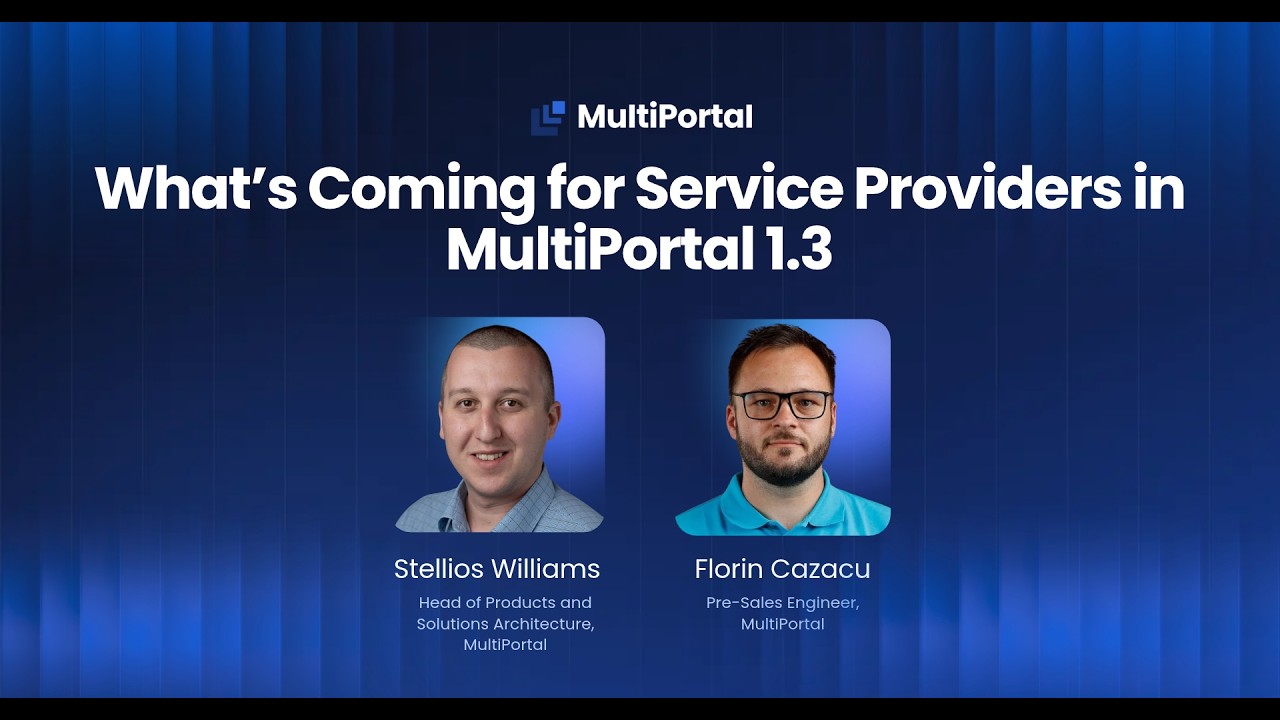 MultiPortal
What's Coming for Service Providers in
MultiPortal 1.3
Stellios Williams
Head of Products and
Solutions Architecture,
MultiPortal
Florin Cazacu
Pre-Sales Engineer,
MultiPortal